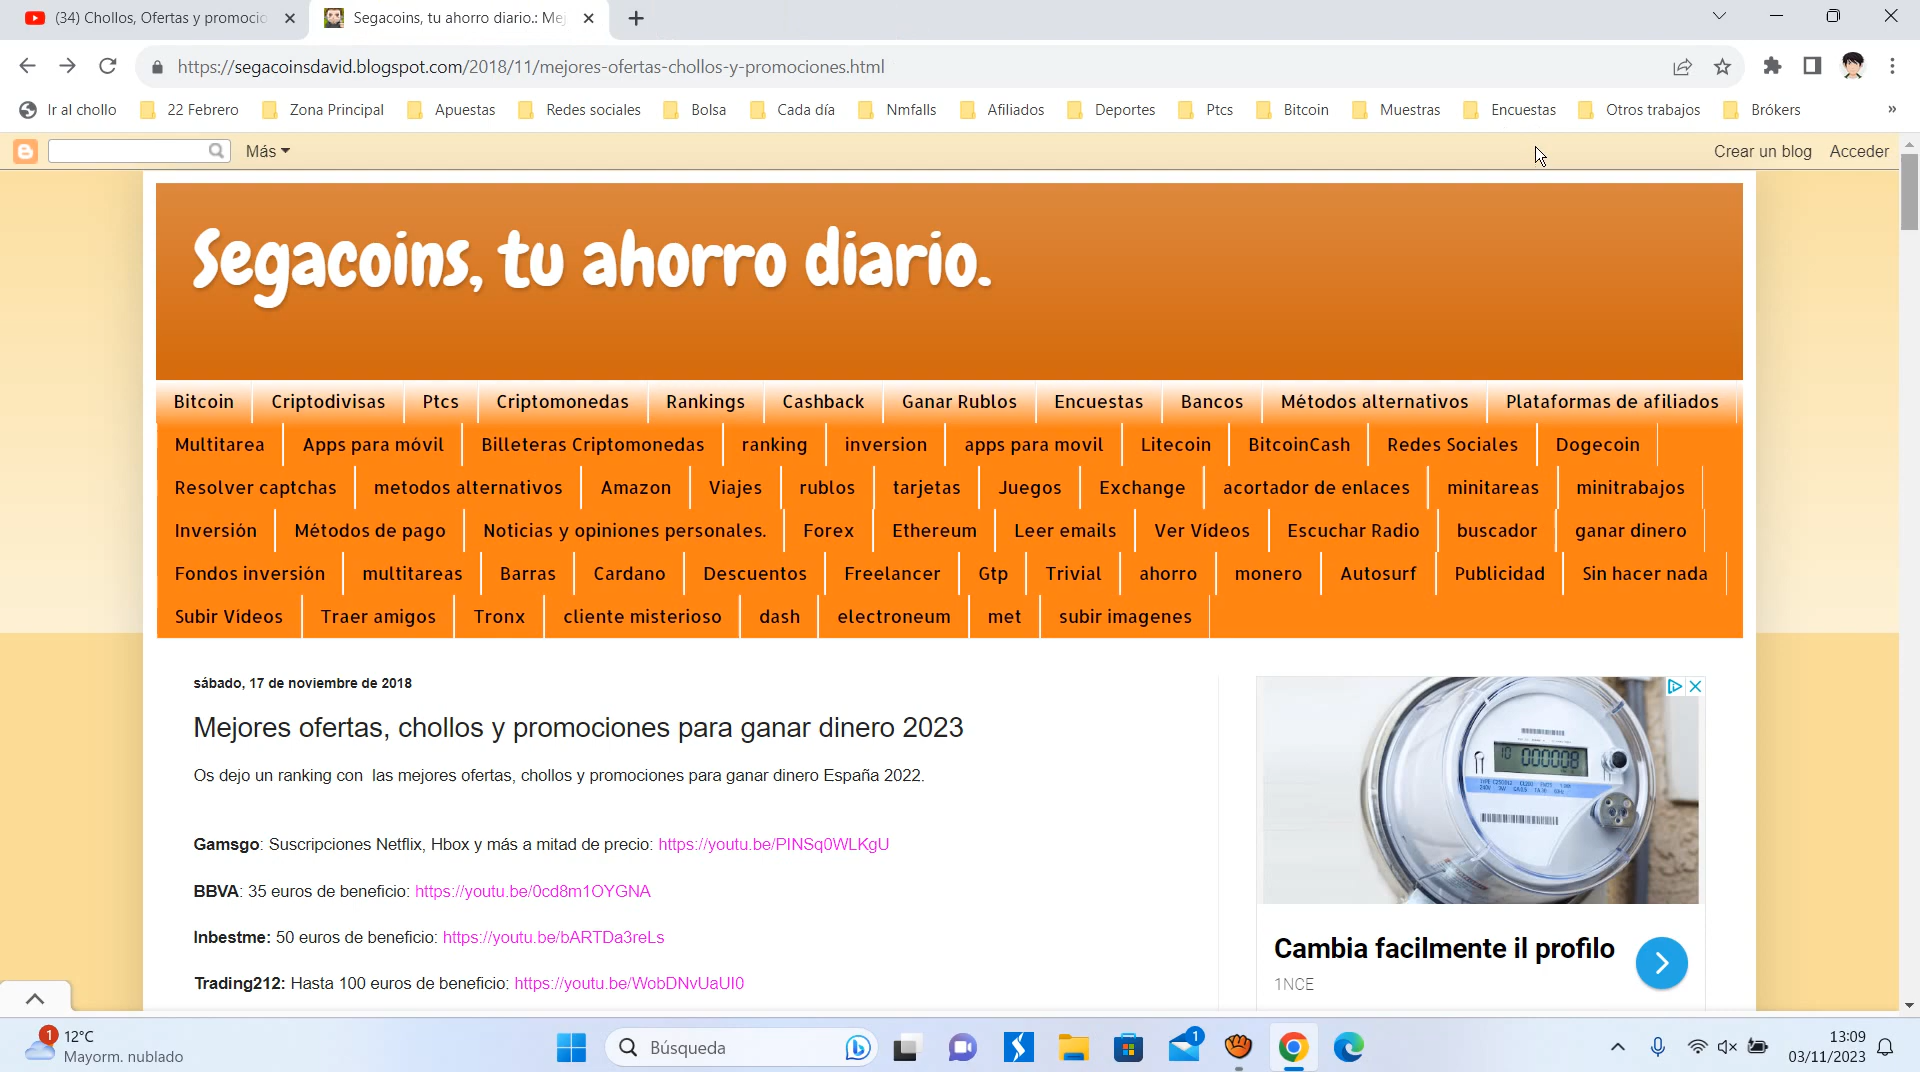 (34) Chollos, Ofertas y promocio
Segacoins, tu ahorro diario.: Me
https://segacoinsdavid.blogspot.com/2018/11/mejores-ofertas-chollos-y-promociones.html
Ir al chollo 22 Febrero Zona Principal Apuestas Redes sociales Bolsa Cada día Nmfalls Afiliados Deportes Ptcs Bitcoin Muestras Encuestas Otros trabajos Brókers »
Más Crear un blog Acceder
Segacoins, tu ahorro diario.
Bitcoin Criptodivisas Ptcs Criptomonedas Rankings Cashback Ganar Rublos Encuestas Bancos Métodos alternativos Plataformas de afiliados
Multitarea Apps para móvil Billeteras Criptomonedas ranking inversion apps para movil Litecoin BitcoinCash Redes Sociales Dogecoin
Resolver captchas metodos alternativos Amazon Viajes rublos tarjetas Juegos Exchange acortador de enlaces minitareas minitrabajos
Inversión Métodos de pago Noticias y opiniones personales. Forex Ethereum Leer emails Ver Vídeos Escuchar Radio buscador ganar dinero
Fondos inversión multitareas Barras Cardano Descuentos Freelancer Gtp Trivial ahorro monero Autosurf Publicidad Sin hacer nada
Subir Vídeos Traer amigos Tronx cliente misterioso dash electroneum met subir imagenes
sábado, 17 de noviembre de 2018
Mejores ofertas, chollos y promociones para ganar dinero 2023
Os dejo un ranking con las mejores ofertas, chollos y promociones para ganar dinero España 2022.
Gamsgo: Suscripciones Netflix, Hbox y más a mitad de precio: https://youtu.be/PINSq0WLKgU
BBVA: 35 euros de beneficio: https://youtu.be/0cd8m1OYGNA
Inbestme: 50 euros de beneficio: https://youtu.be/bARTDa3reLs
Trading212: Hasta 100 euros de beneficio: https://youtu.be/WobDNvUaUI0
000008
Cambia facilmente il profilo
1NCE
1
12°C
Mayorm. nublado
Búsqueda
1
13:09
03/11/2023